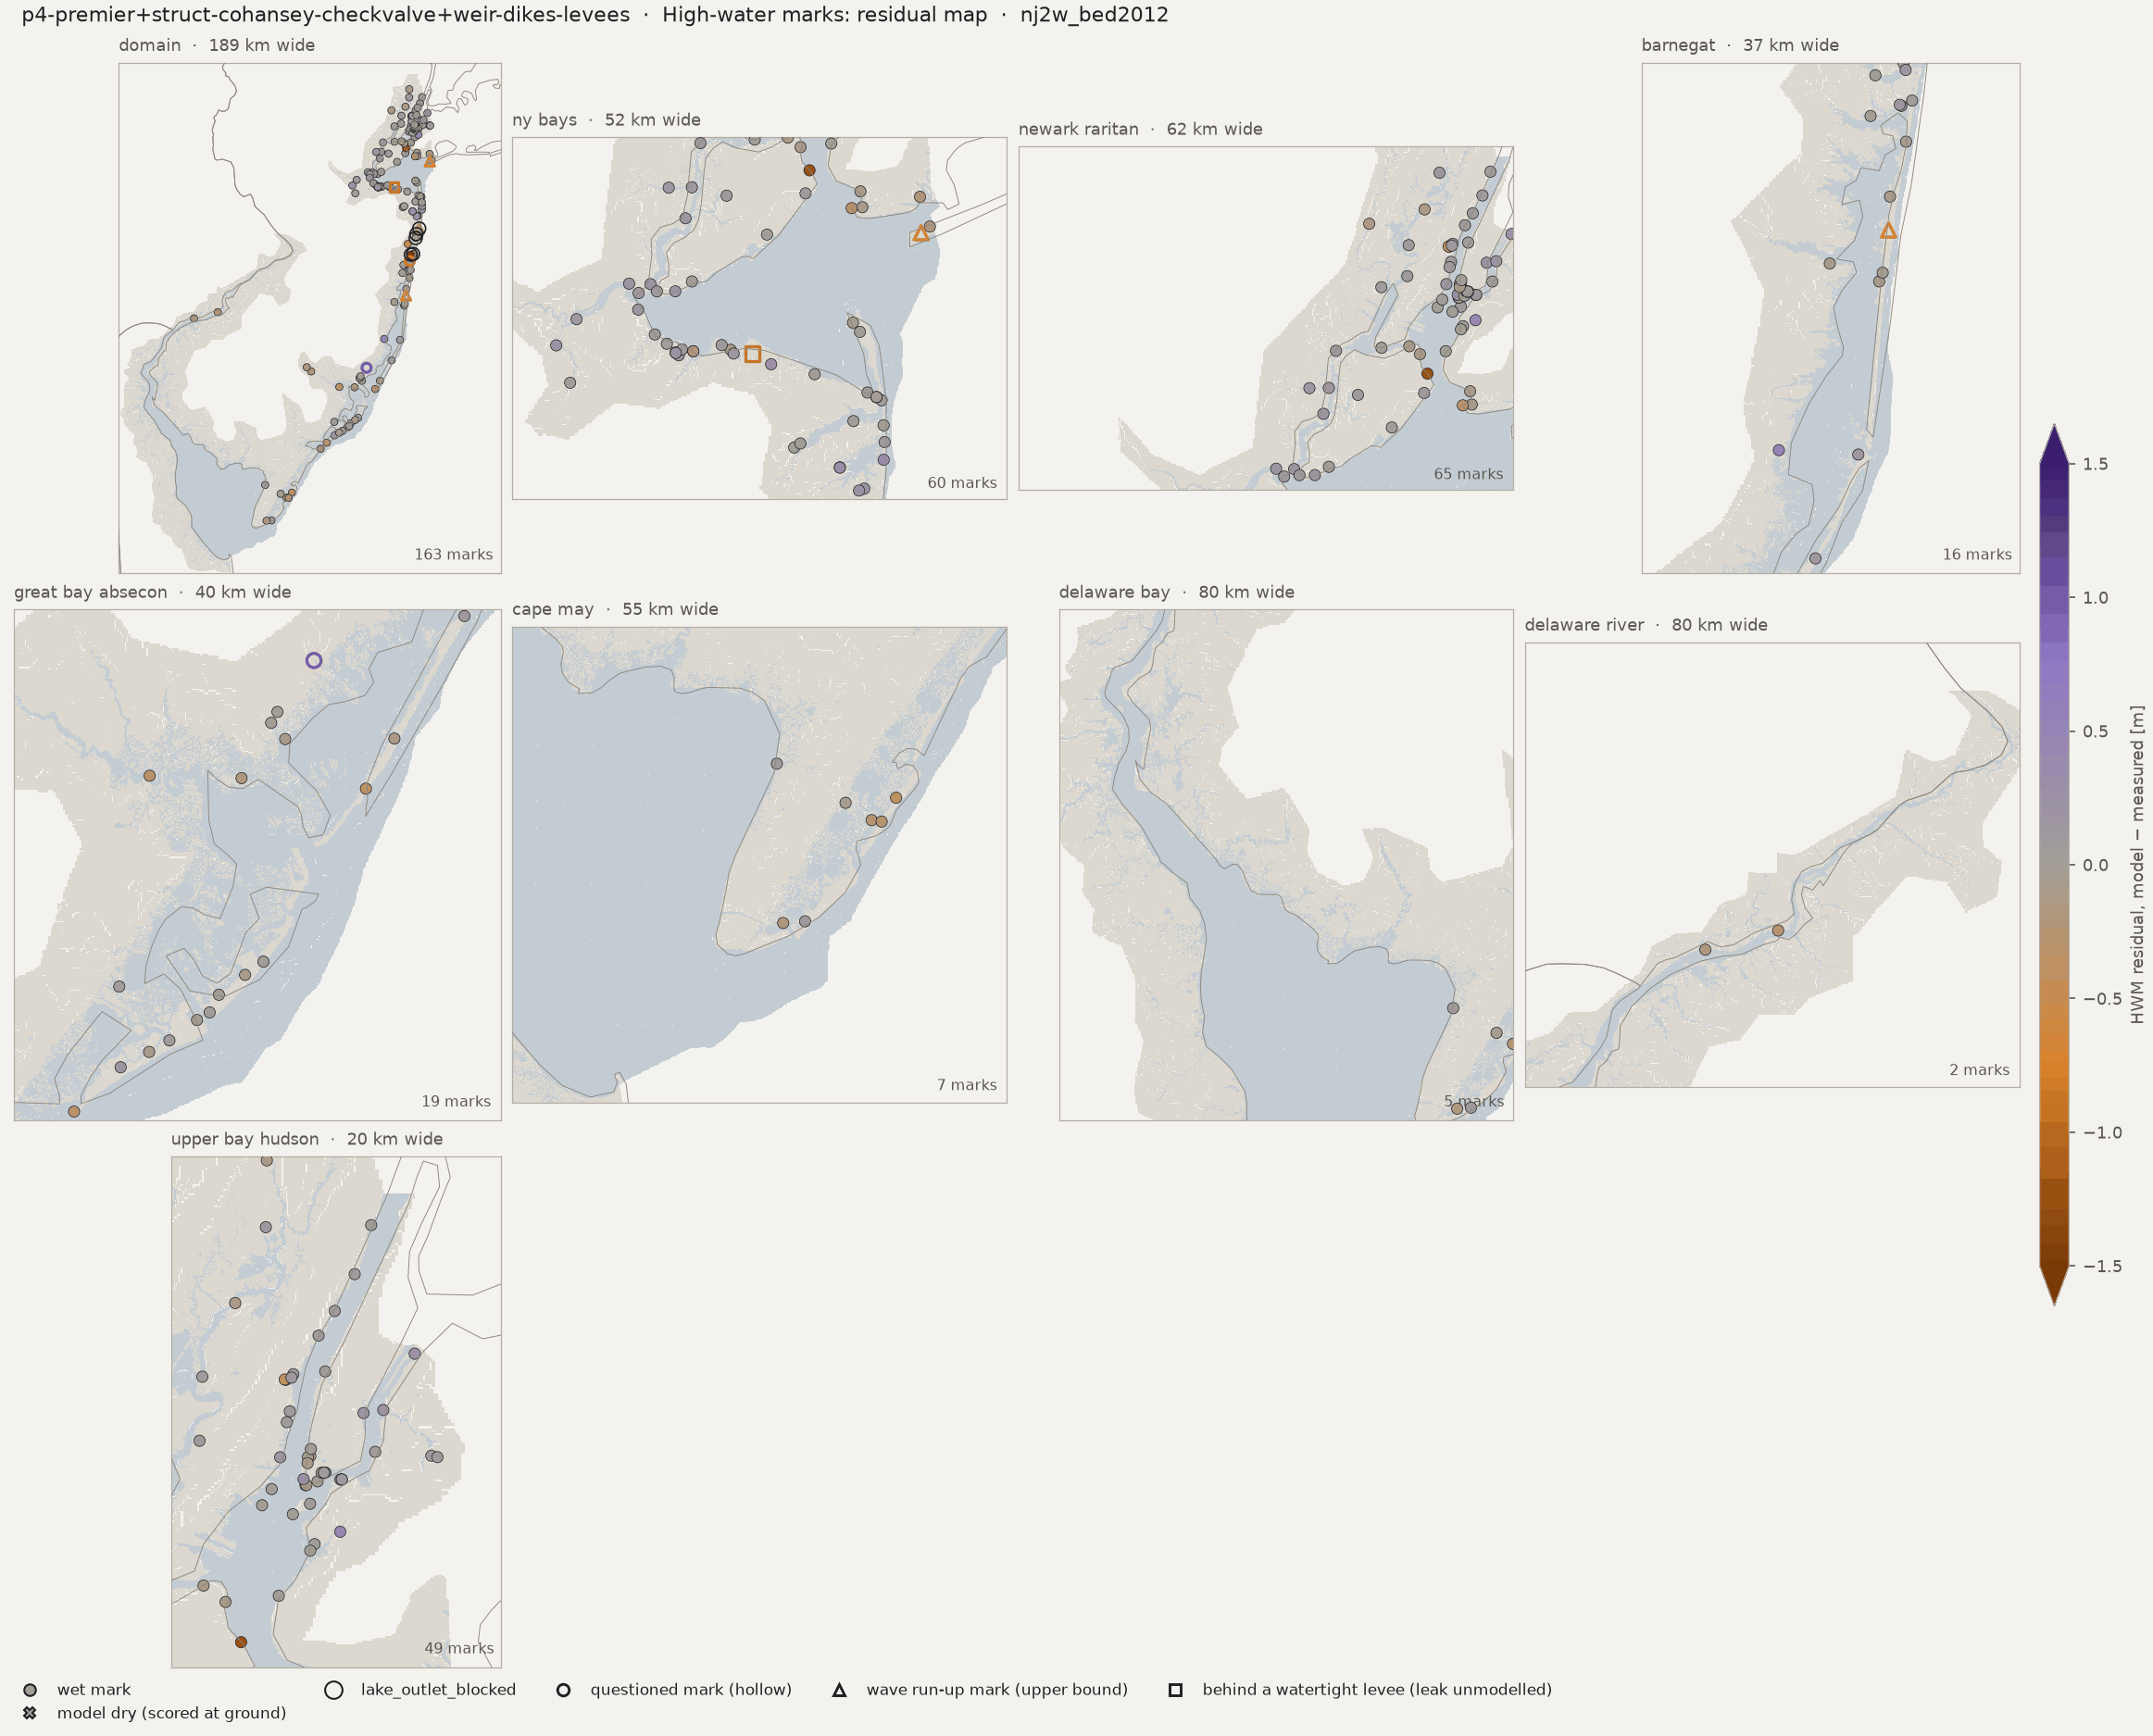 p4-premier+struct-cohansey-checkvalve+weir-dikes-levees · High-water marks: residual map · nj2w_bed2012
domain · 189 km wide
163 marks
ny bays · 52 km wide
60 marks
newark raritan · 62 km wide
65 marks
barnegat · 37 km wide
16 marks
great bay absecon · 40 km wide
19 marks
cape may · 55 km wide
7 marks
delaware bay · 80 km wide
5 marks
delaware river · 80 km wide
2 marks
upper bay hudson · 20 km wide
49 marks
1.5
1.0
0.5
0.0
−0.5
−1.0
−1.5
HWM residual, model − measured [m]
wet mark
lake_outlet_blocked
questioned mark (hollow)
wave run-up mark (upper bound)
behind a watertight levee (leak unmodelled)
model dry (scored at ground)